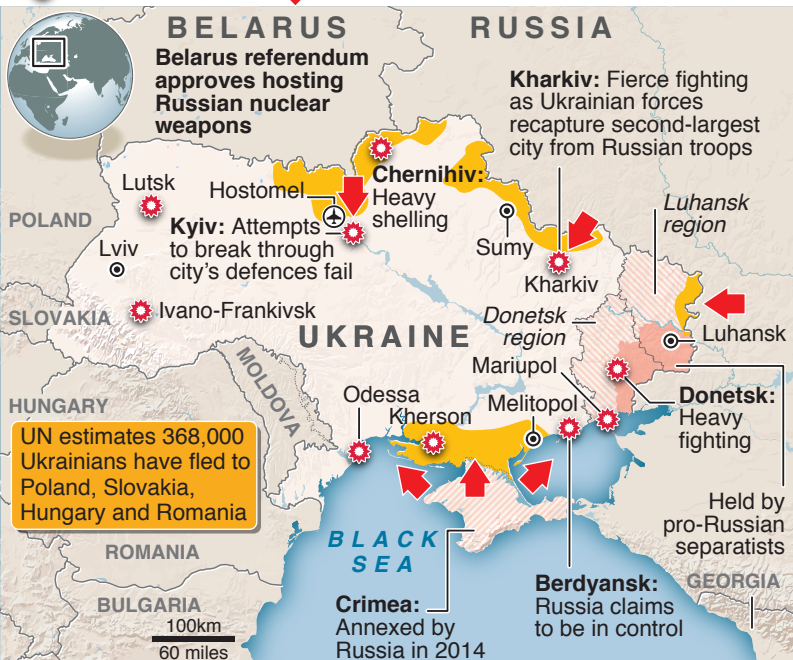 BELARUS
RUSSIA
Belarus referendum
approves hosting
Russian nuclear
weapons
Kharkiv: Fierce fighting
as Ukrainian forces
recapture second-largest
city from Russian troops
Chernihiv:
Heavy
shelling
Lutsk
Hostomel
POLAND
Kyiv: Attempts
to break through
city's defences fail
Luhansk
region
Sumy
Lviv
Kharkiv
SLOVAKIA
Ivano-Frankivsk
UKRAINE
Donetsk
region
Luhansk
Mariupol
MOLDOVA
HUNGARY
Odessa
Kherson
Melitopol
Donetsk:
Heavy
fighting
UN estimates 368,000
Ukrainians have fled to
Poland, Slovakia,
Hungary and Romania
Held by
pro-Russian
separatists
BLACK
SEA
ROMANIA
GEORGIA
Berdyansk:
Russia claims
to be in control
BULGARIA
Crimea:
Annexed by
Russia in 2014
100km
60 miles